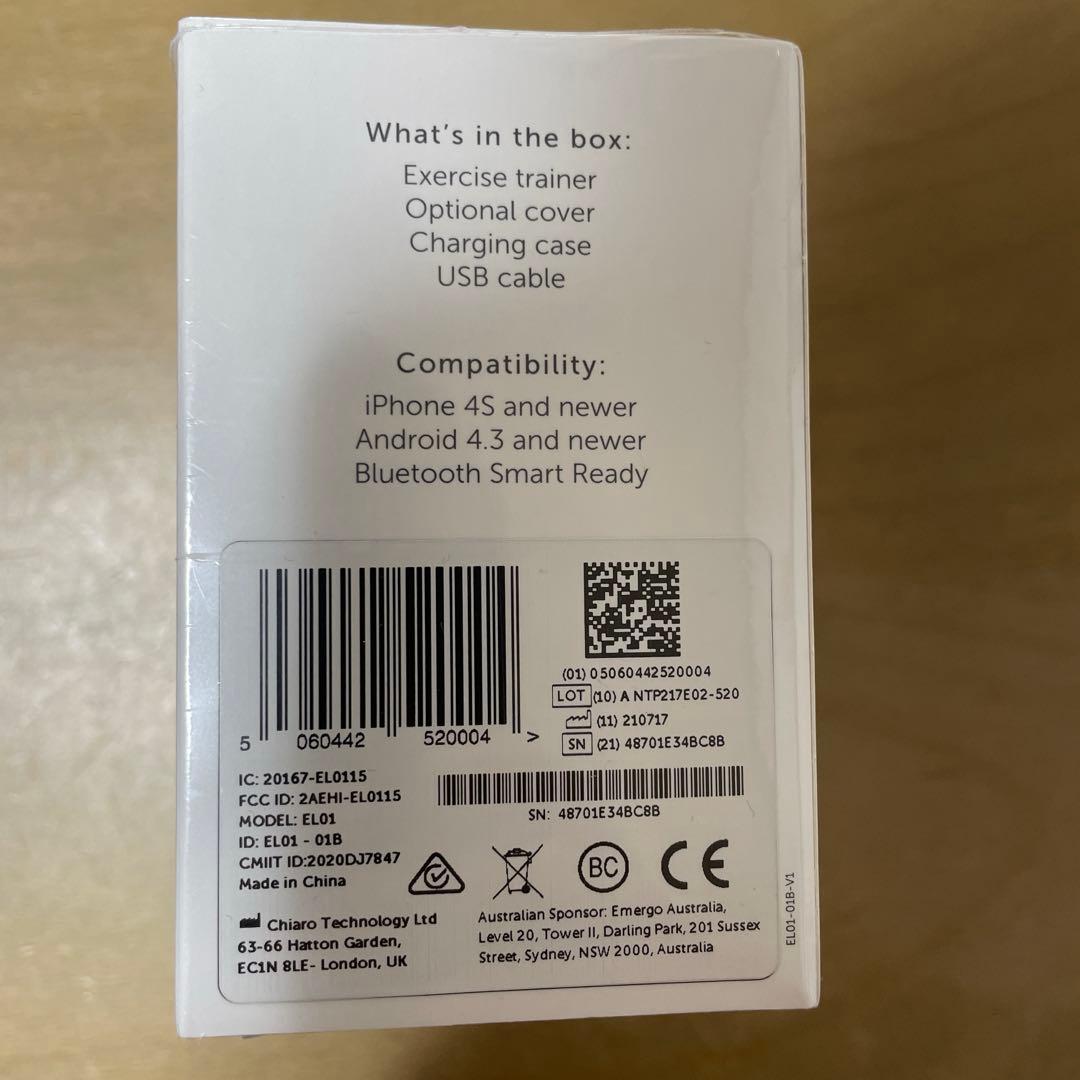 What's in the box:
Exercise trainer
Optional cover
Charging case
USB cable
Compatibility:
iPhone 4S and newer
Android 4.3 and newer
Bluetooth Smart Ready
5 060442 520004 >
(01) 05060442520004
LOT (10) A NTP217E02-520
(11) 210717
SN (21) 48701E34BC8B
IC: 20167-EL0115
FCC ID: 2AEHI-EL0115
MODEL: EL01
ID: EL01 - 01B
CMIIT ID:2020DJ7847
Made in China
SN: 48701E34BC8B
BC CE
Chiaro Technology Ltd
63-66 Hatton Garden,
EC1N 8LE- London, UK
Australian Sponsor: Emergo Australia,
Level 20, Tower II, Darling Park, 201 Sussex
Street, Sydney, NSW 2000, Australia
EL01-01B-V1